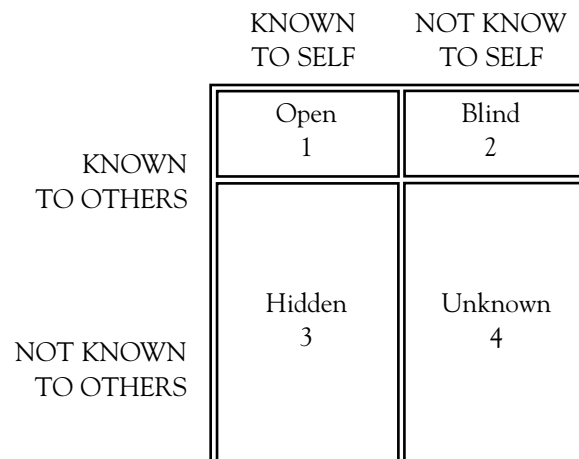 KNOWN NOT KNOW
TO SELF TO SELF
Open Blind
1 2
KNOWN
TO OTHERS
Hidden Unknown
3 4
NOT KNOWN
TO OTHERS